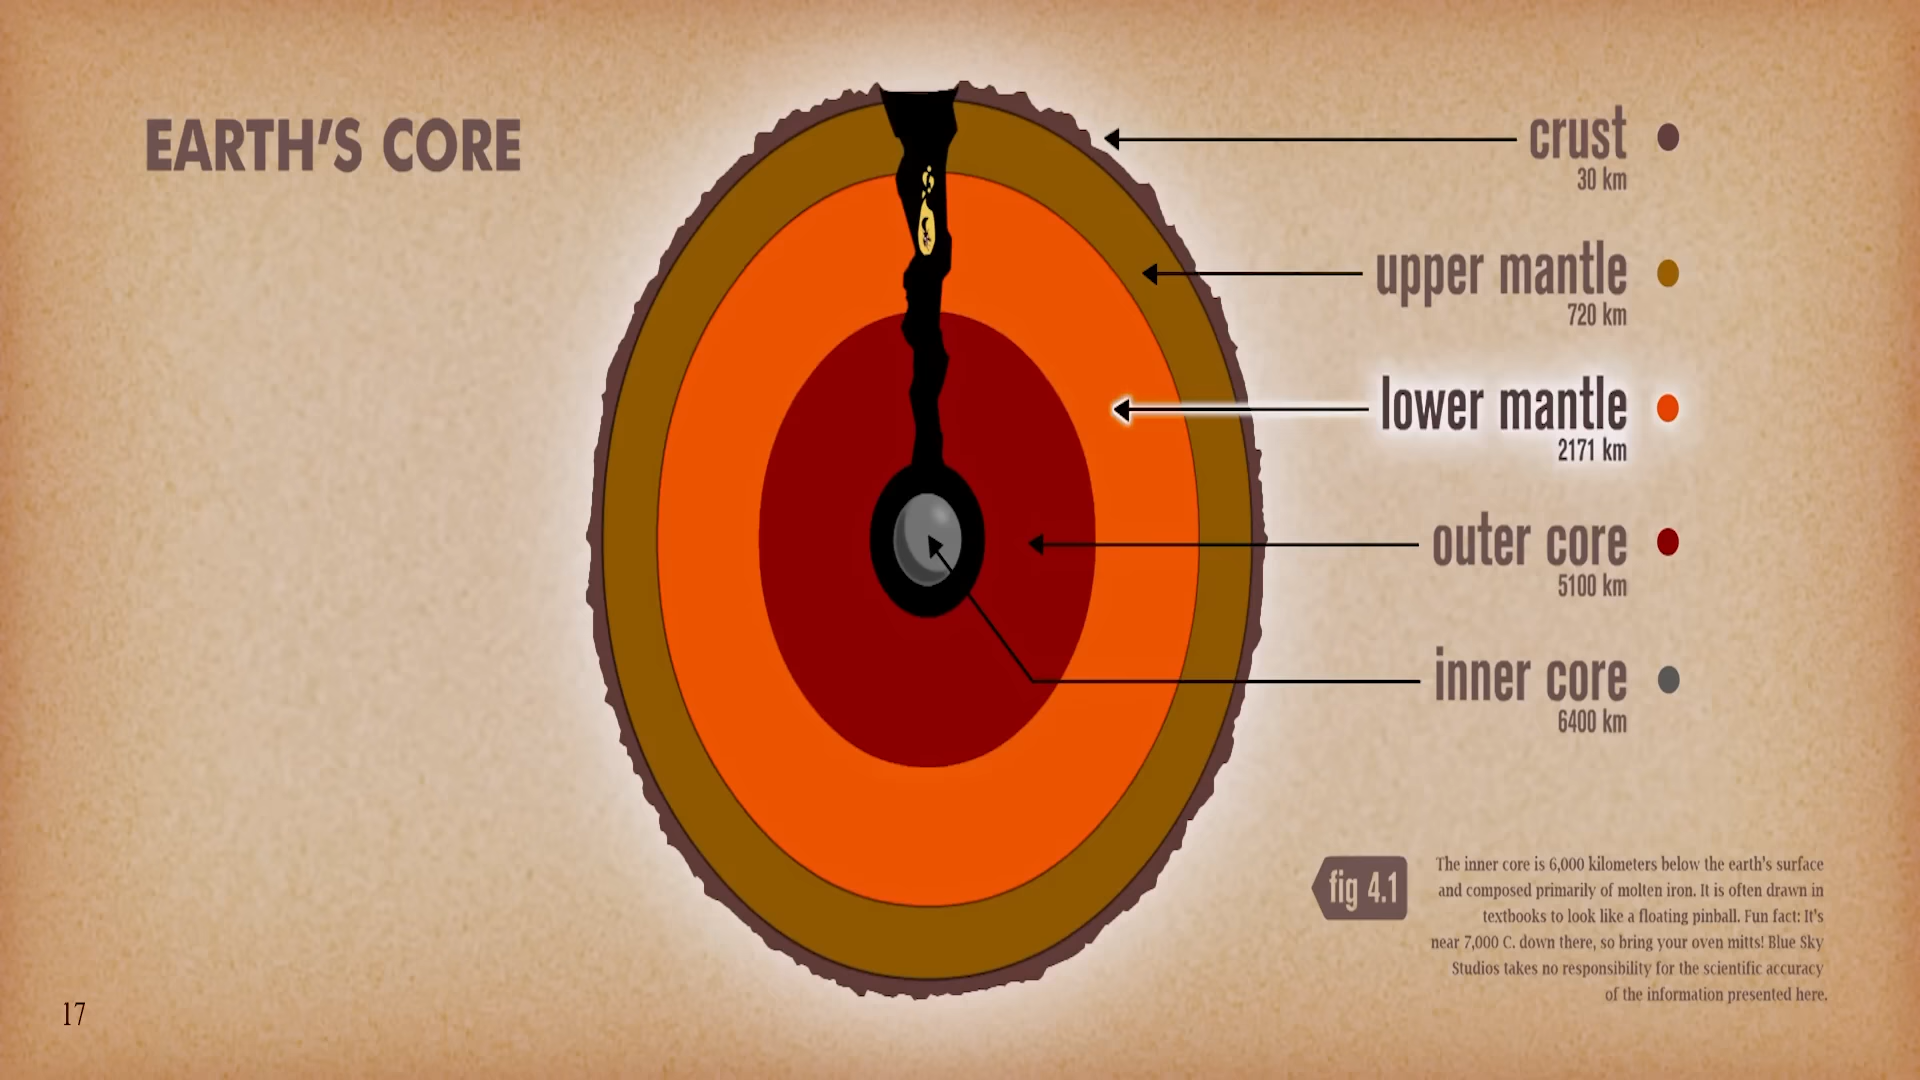 EARTH'S CORE
crust
30 km
upper mantle
720 km
lower mantle
2171 km
outer core
5100 km
inner core
6400 km
fig 4.1
The inner core is 6,000 kilometers below the earth's surface
and composed primarily of molten iron. It is often drawn in
textbooks to look like a floating pinball. Fun fact: It's
near 7,000 C. down there, so bring your oven mitts! Blue Sky
Studios takes no responsibility for the scientific accuracy
of the information presented here.
17